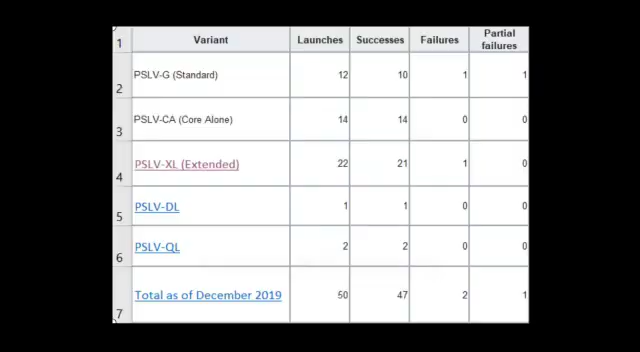 1 Variant Launches Successes Failures Partial failures
2 PSLV-G (Standard) 12 10 1 1
3 PSLV-CA (Core Alone) 14 14 0 0
4 PSLV-XL (Extended) 22 21 1 0
5 PSLV-DL 1 1 0 0
6 PSLV-QL 2 2 0 0
7 Total as of December 2019 50 47 2 1